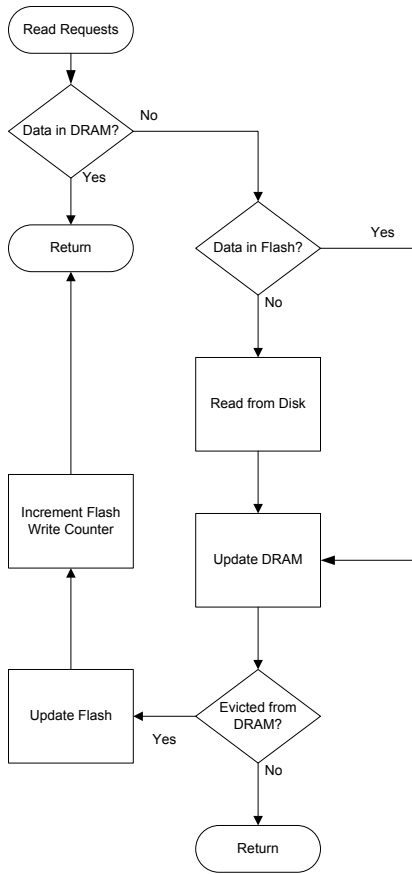 Read Requests
Data in DRAM?
No
Yes
Return
Data in Flash?
Yes
No
Read from Disk
Increment Flash
Write Counter
Update DRAM
Update Flash
Evicted from
DRAM?
Yes
No
Return